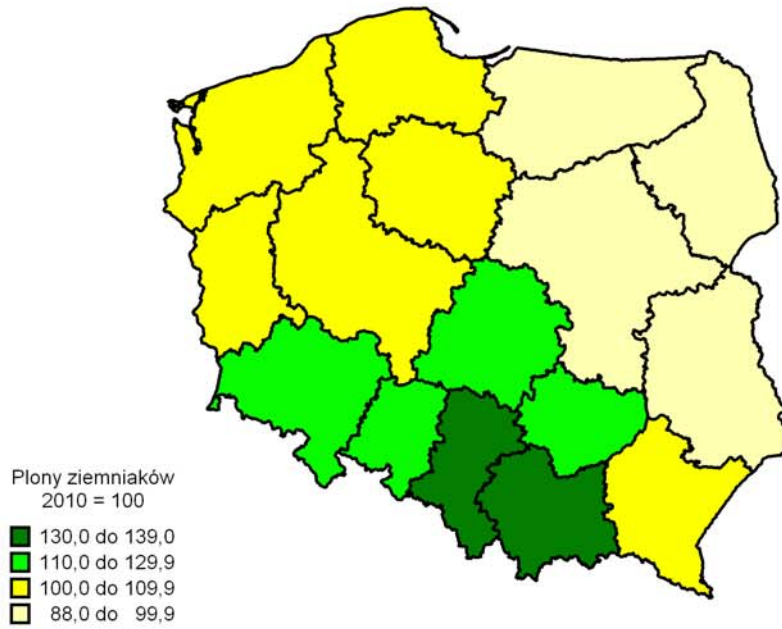 Plony ziemniaków
2010 = 100
130,0 do 139,0
110,0 do 129,9
100,0 do 109,9
88,0 do 99,9